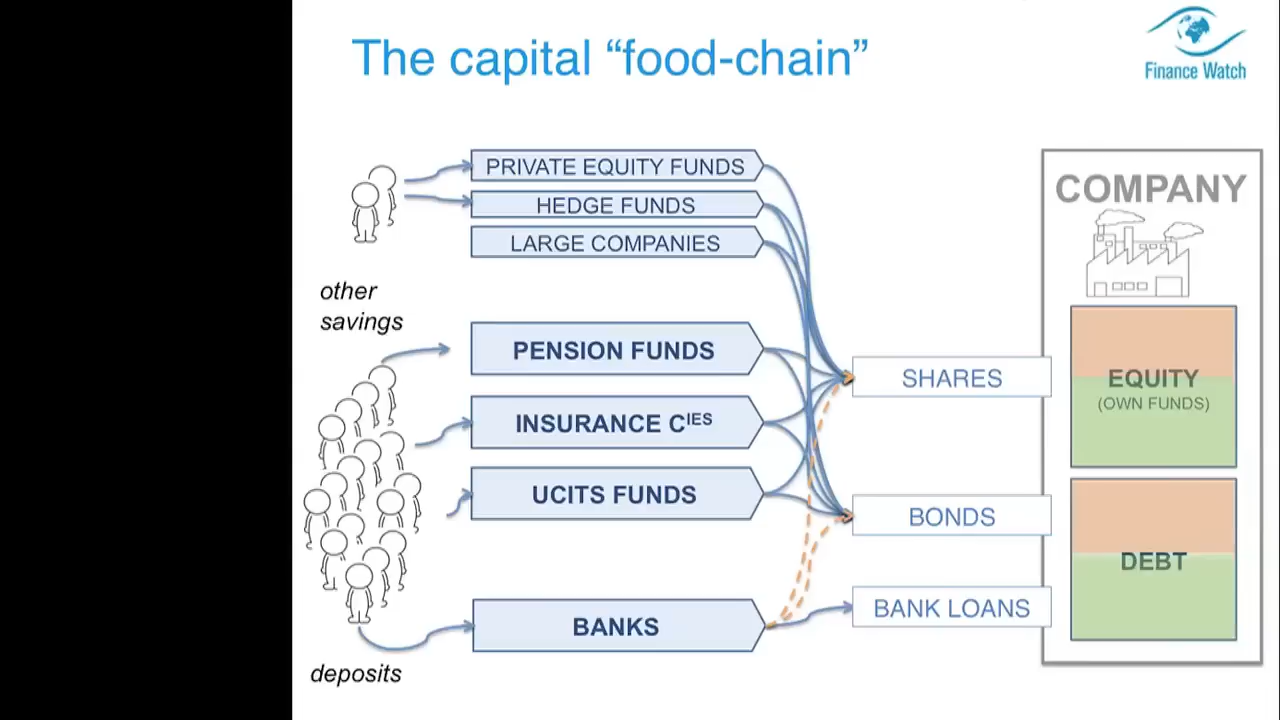 The capital “food-chain”
Finance Watch
PRIVATE EQUITY FUNDS
HEDGE FUNDS
LARGE COMPANIES
COMPANY
other
savings
PENSION FUNDS
INSURANCE CIES
UCITS FUNDS
BANKS
deposits
SHARES
BONDS
BANK LOANS
EQUITY
(OWN FUNDS)
DEBT